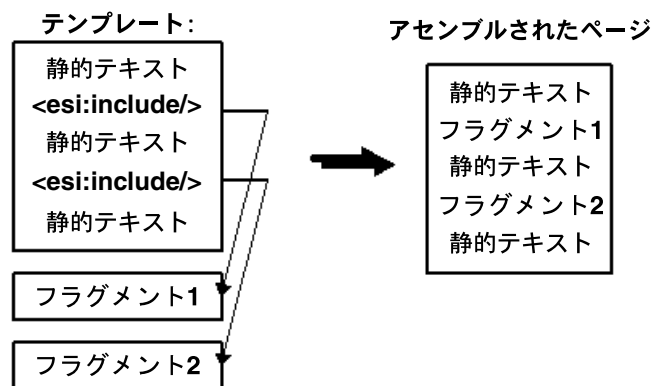 テンプレート:
静的テキスト
<esi:include/>
静的テキスト
<esi:include/>
静的テキスト
フラグメント1
フラグメント2
アセンブルされたページ
静的テキスト
フラグメント1
静的テキスト
フラグメント2
静的テキスト